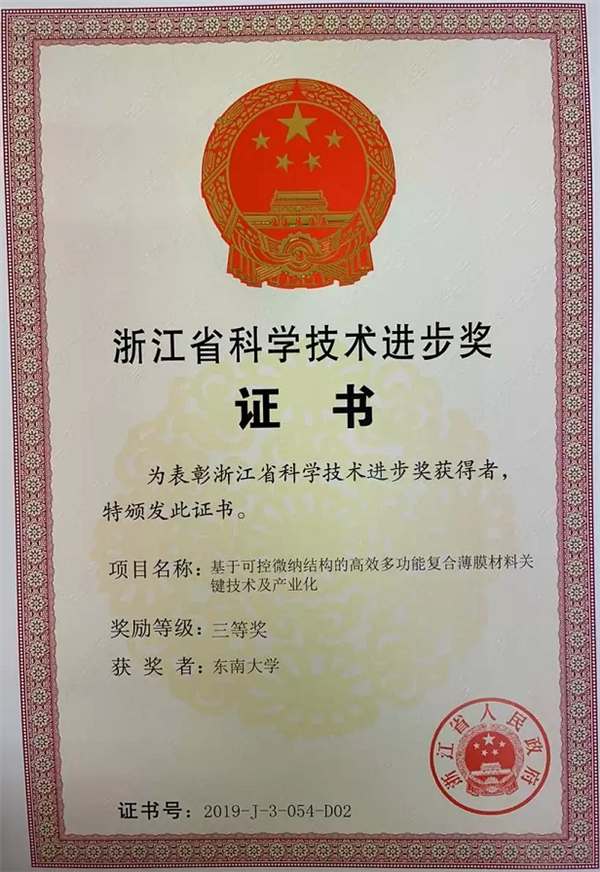 浙江省科学技术进步奖
证 书
为表彰浙江省科学技术进步奖获得者，
特颁发此证书。
项目名称：基于可控微纳结构的高效多功能复合薄膜材料关
键技术及产业化
奖励等级：三等奖
获 奖 者：东南大学
浙江省人民政府
证书号：2019-J-3-054-D02